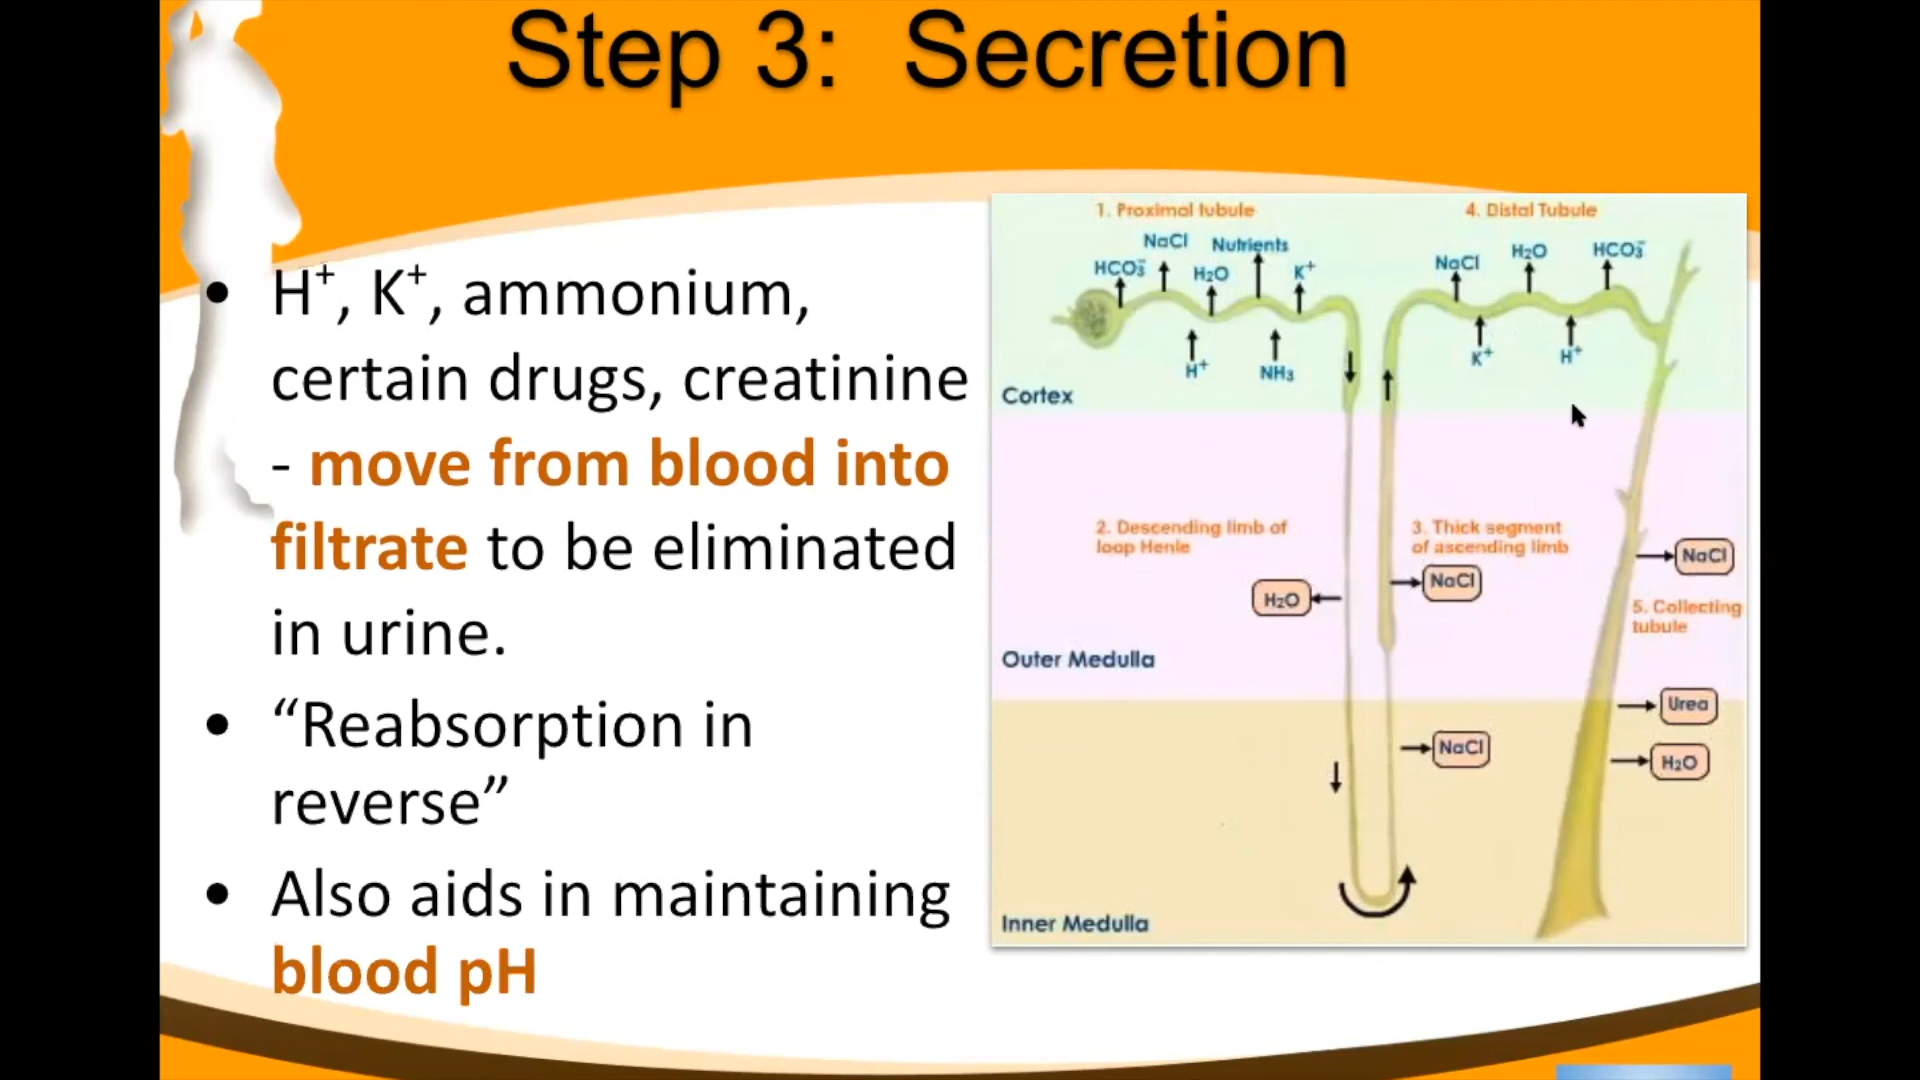 Step 3:  Secretion
• H⁺, K⁺, ammonium,
certain drugs, creatinine
- move from blood into
filtrate to be eliminated
in urine.
• “Reabsorption in
reverse”
• Also aids in maintaining
blood pH
1. Proximal tubule
NaCl Nutrients
HCO₃⁻ H₂O K⁺
H⁺ NH₃
4. Distal Tubule
NaCl H₂O HCO₃⁻
K⁺ H⁺
Cortex
2. Descending limb of
loop Henle
H₂O
3. Thick segment
of ascending limb
NaCl
NaCl
5. Collecting
tubule
Outer Medulla
Urea
NaCl
H₂O
Inner Medulla